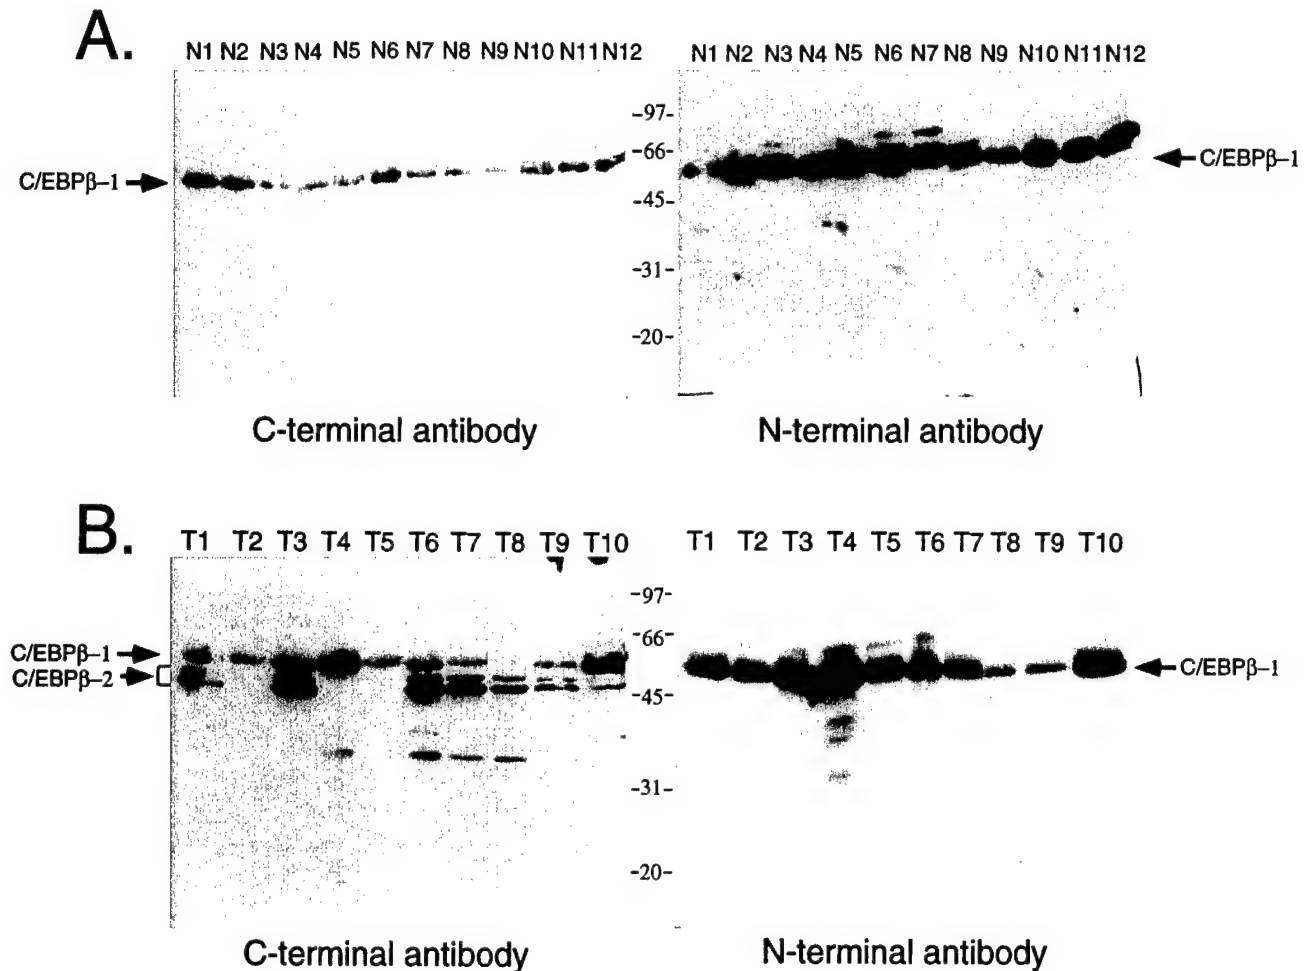 A.
N1 N2 N3 N4 N5 N6 N7 N8 N9 N10 N11 N12
N1 N2 N3 N4 N5 N6 N7 N8 N9 N10 N11 N12
-97-
-66-
-45-
-31-
-20-
C/EBPβ-1
C/EBPβ-1
C-terminal antibody
N-terminal antibody
B.
T1 T2 T3 T4 T5 T6 T7 T8 T9 T10
T1 T2 T3 T4 T5 T6 T7 T8 T9 T10
-97-
-66-
-45-
-31-
-20-
C/EBPβ-1
C/EBPβ-2
C/EBPβ-1
C-terminal antibody
N-terminal antibody